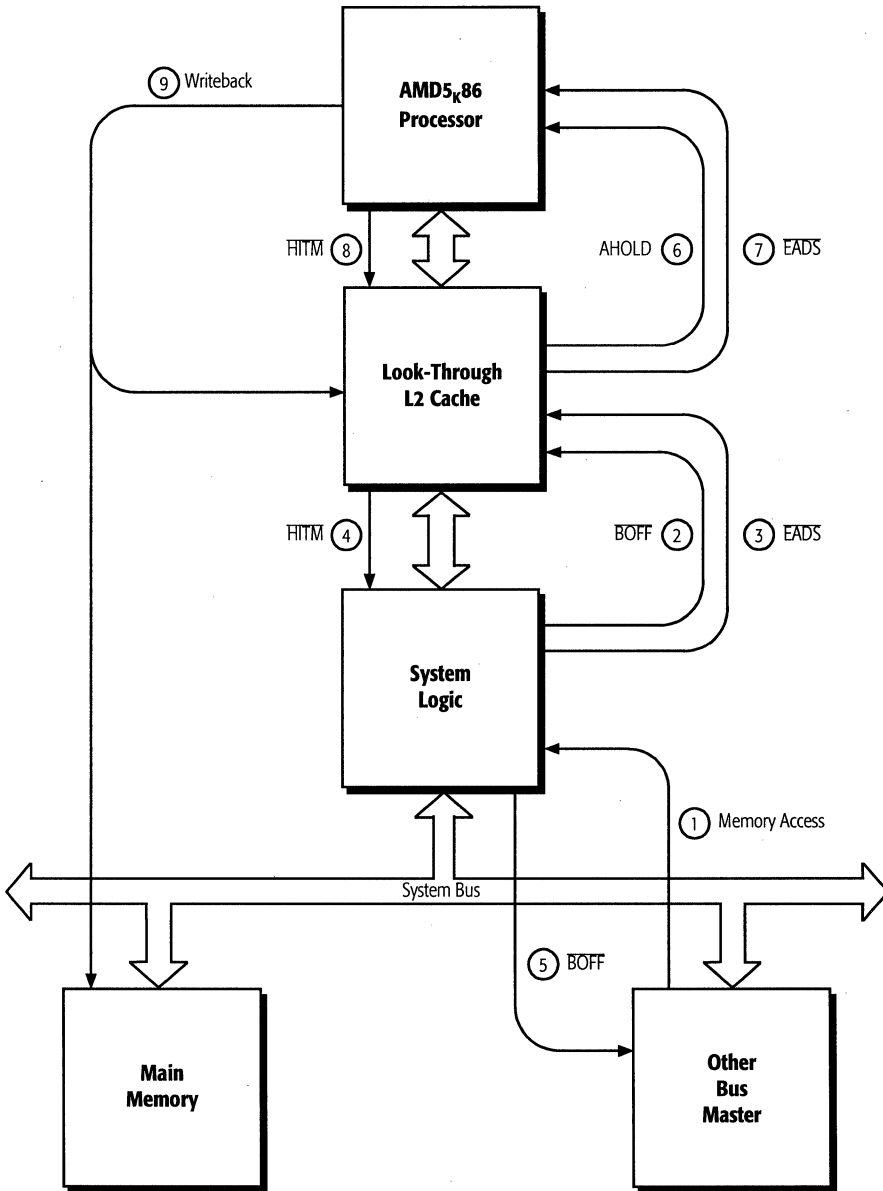 9 Writeback
AMD5K86
Processor
HITM 8
AHOLD 6
7 EADS
Look-Through
L2 Cache
HITM 4
BOFF 2
3 EADS
System
Logic
1 Memory Access
System Bus
5 BOFF
Main
Memory
Other
Bus
Master